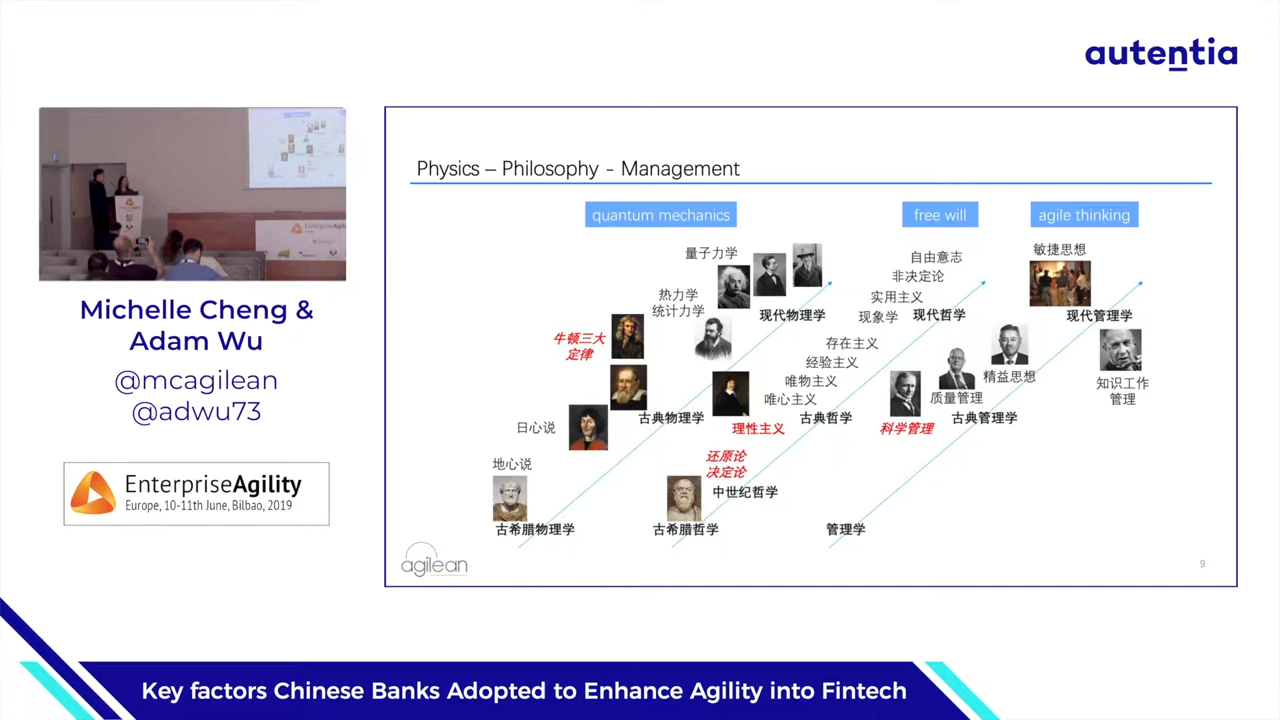 autentia
Michelle Cheng &
Adam Wu
@mcagilean
@adwu73
EnterpriseAgility
Europe, 10-11th June, Bilbao, 2019
Physics – Philosophy - Management
quantum mechanics
free will
agile thinking
量子力学
热力学
统计力学
现代物理学
牛顿三大
定律
古典物理学
日心说
地心说
古希腊物理学
自由意志
非决定论
实用主义
现象学
现代哲学
存在主义
经验主义
唯物主义
唯心主义
理性主义
古典哲学
还原论
决定论
中世纪哲学
古希腊哲学
敏捷思想
现代管理学
知识工作
管理
精益思想
质量管理
科学管理
古典管理学
管理学
agilean
9
EnterpriseAgility
Key factors Chinese Banks Adopted to Enhance Agility into Fintech